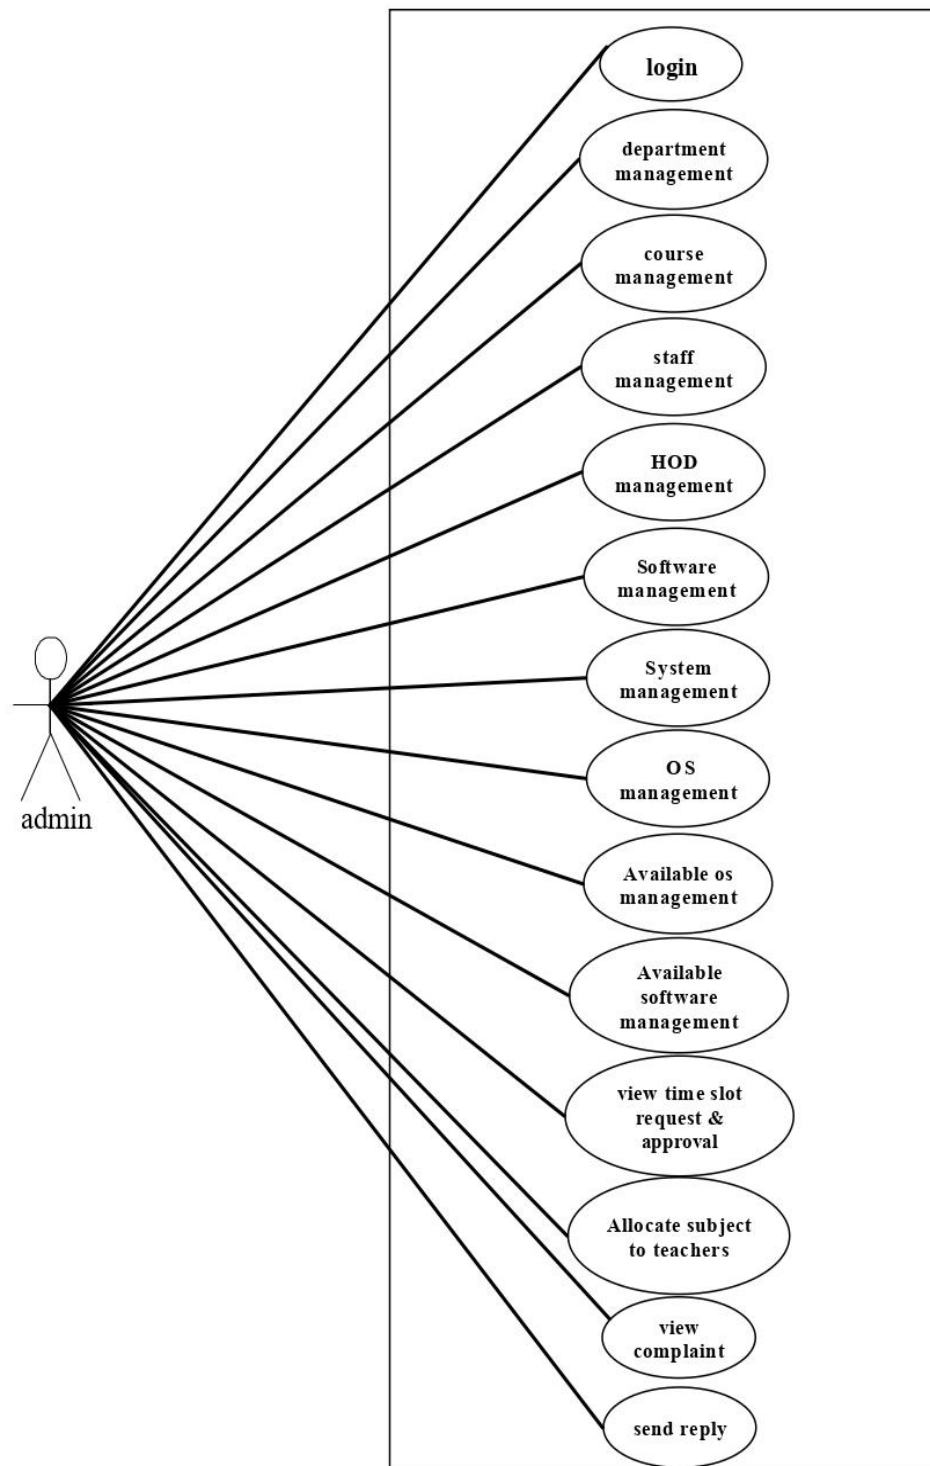 login
department
management
course
management
staff
management
HOD
management
Software
management
System
management
OS
management
admin
Available os
management
Available
software
management
view time slot
request &
approval
Allocate subject
to teachers
view
complaint
send reply